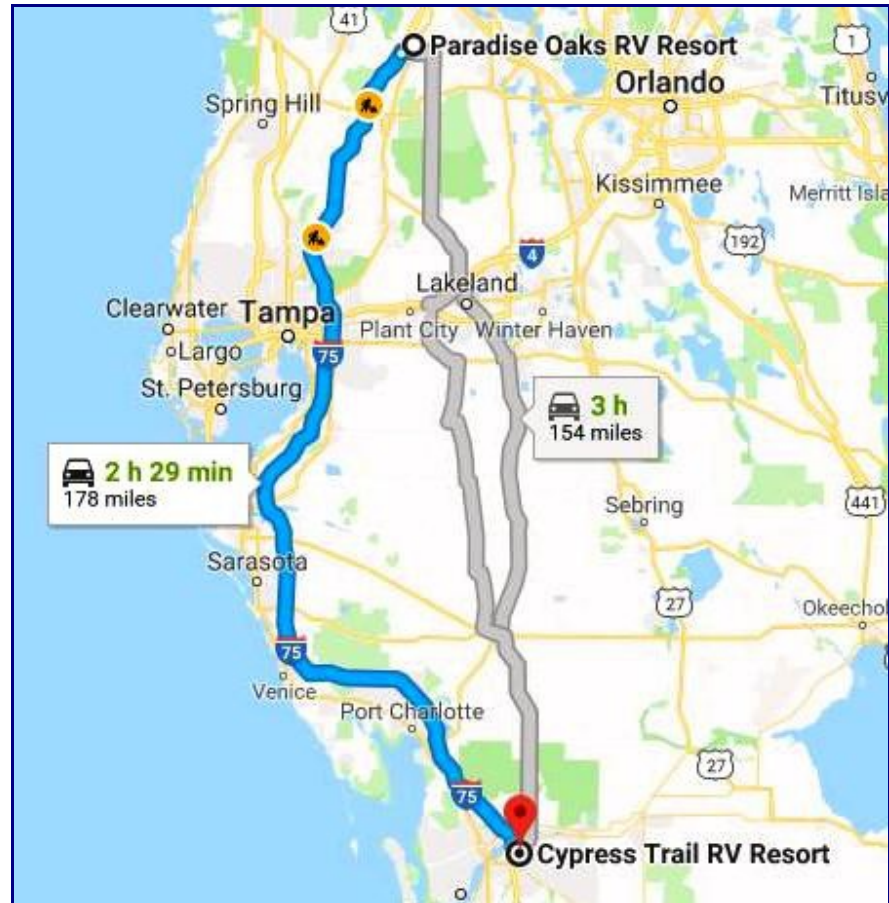 41
Paradise Oaks RV Resort
1
Orlando
Titusv
Spring Hill
Kissimmee
Merritt Isla
192
4
Lakeland
Clearwater
Tampa
Plant City
Winter Haven
Largo
75
St. Petersburg
3 h
154 miles
2 h 29 min
178 miles
441
Sebring
Sarasota
27
Okeechol
75
Venice
Port Charlotte
27
75
Cypress Trail RV Resort